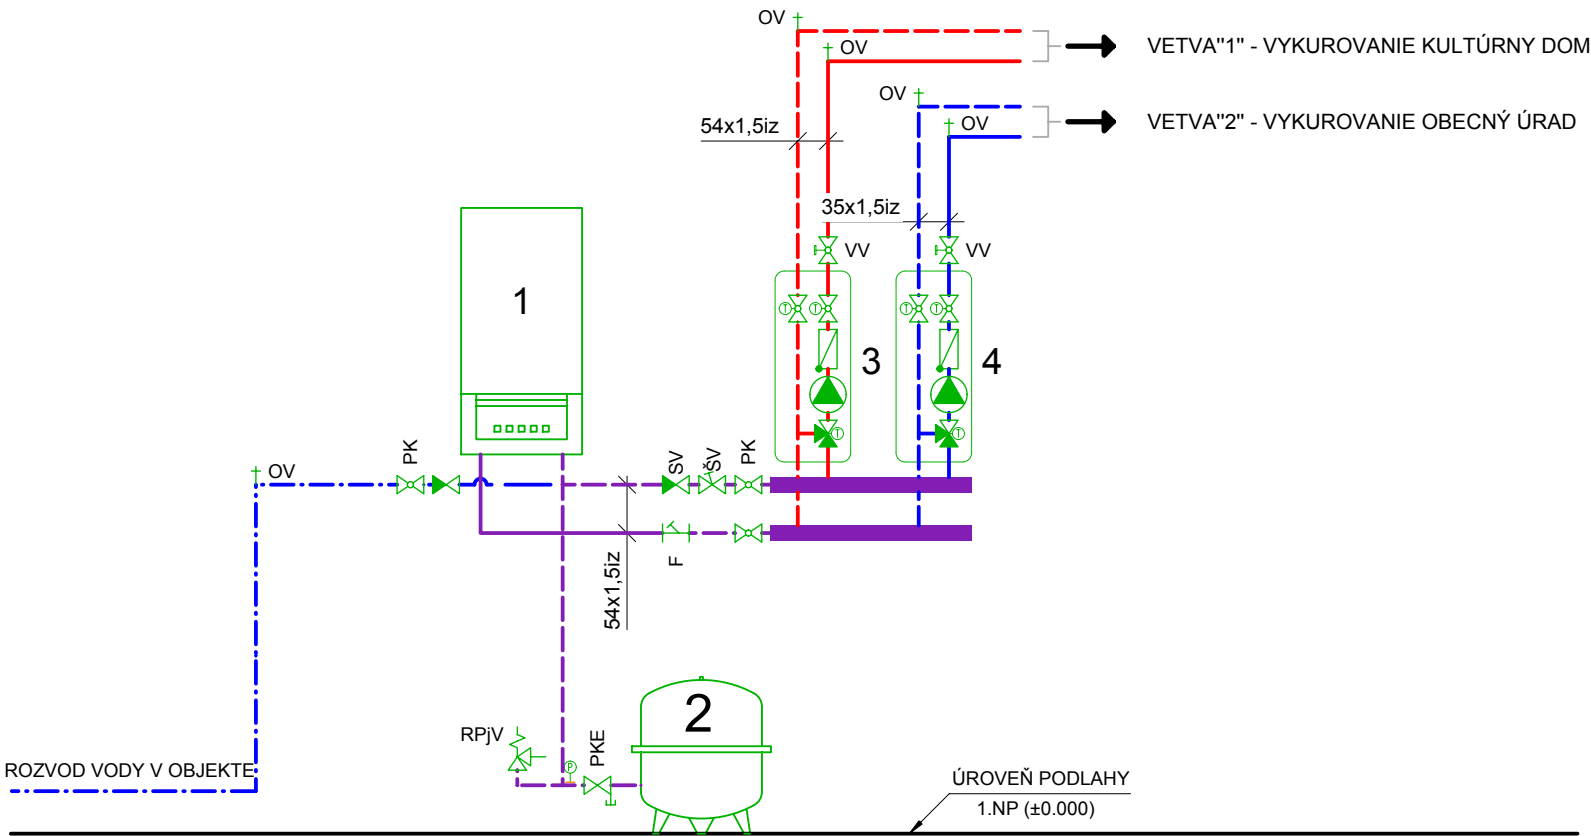 OV
VETVA"1" - VYKUROVANIE KULTÚRNY DOM
OV
OV
VETVA"2" - VYKUROVANIE OBECNÝ ÚRAD
OV
54x1,5iz
35x1,5iz
VV
VV
1
T
T
T
T
3
4
T
T
PK
OV
SV
ŠV
PK
F
54x1,5iz
2
RPjV
P
PKE
ROZVOD VODY V OBJEKTE
ÚROVEŇ PODLAHY
1.NP (±0.000)